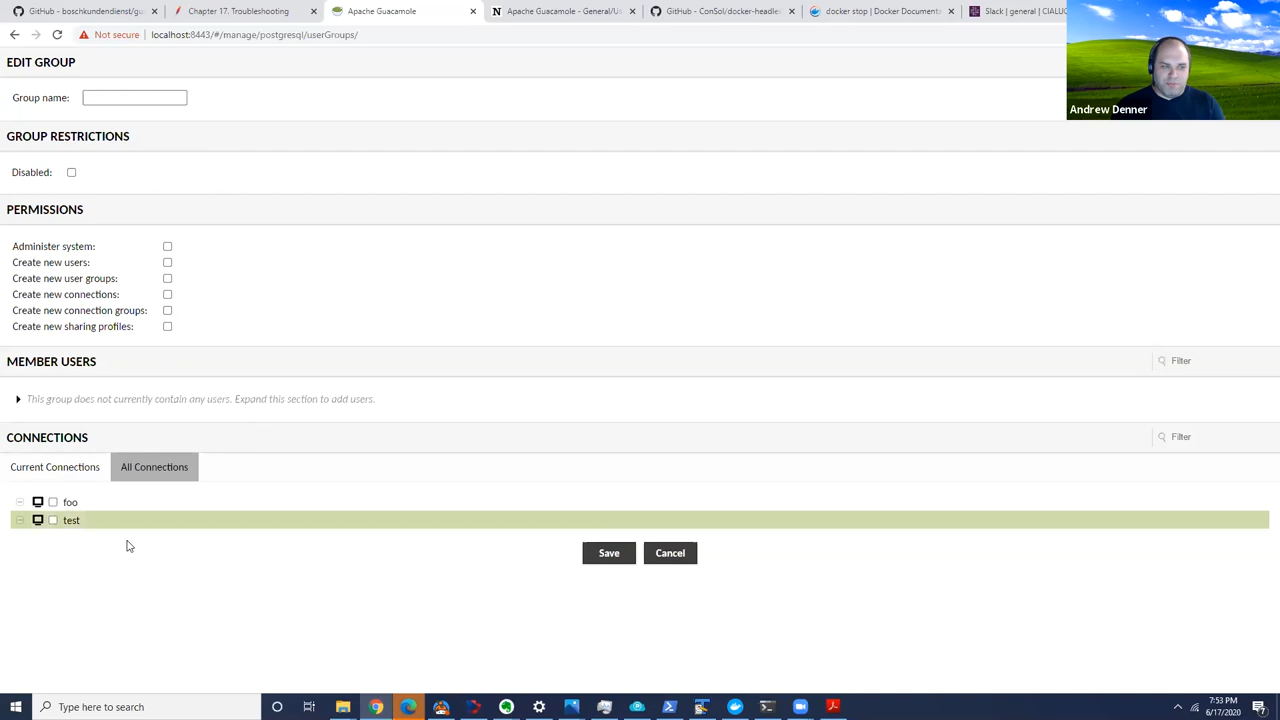 GitHub - boschkundendienst/gu
Chapter 17. Troubleshooting
Apache Guacamole
Apache Guacamole - General/Us
GitHub - ConSol/docker-headle
docker stop | Docker Documenta
Slack | general | CIALUG
Not secure
localhost:8443/#/manage/postgresql/userGroups/
Andrew Denner
EDIT GROUP
Group name:
GROUP RESTRICTIONS
Disabled:
PERMISSIONS
Administer system:
Create new users:
Create new user groups:
Create new connections:
Create new connection groups:
Create new sharing profiles:
MEMBER USERS
Filter
This group does not currently contain any users. Expand this section to add users.
CONNECTIONS
Filter
Current Connections
All Connections
foo
test
Save
Cancel
Type here to search
7:53 PM
6/17/2020